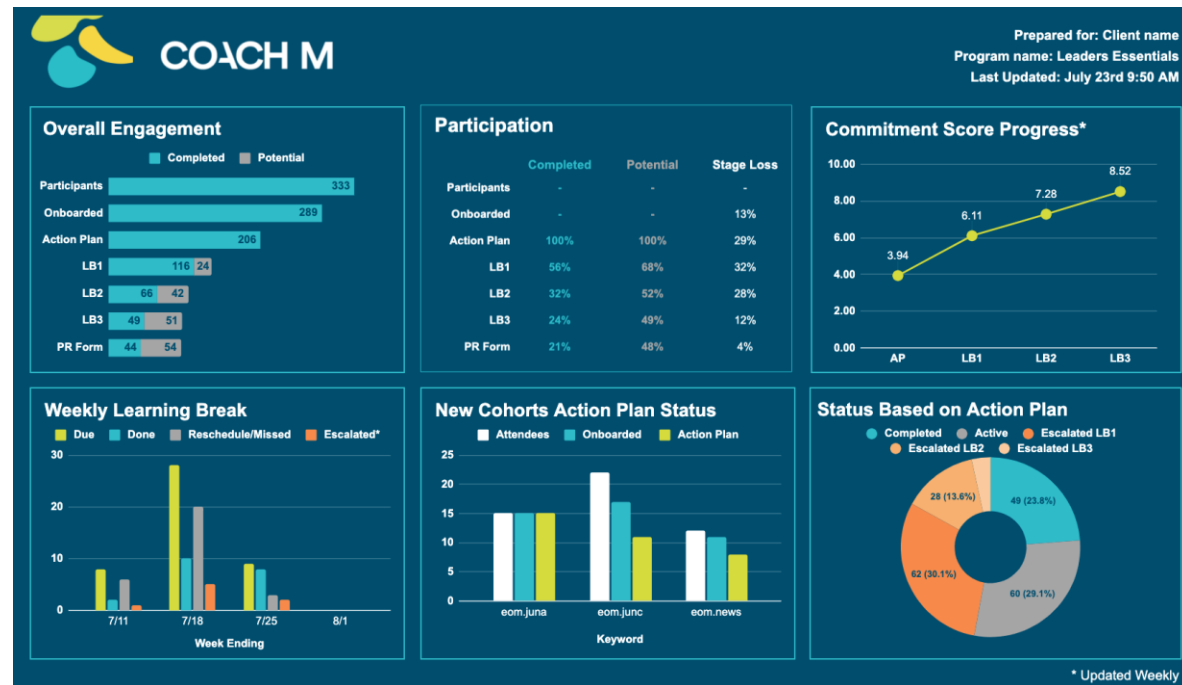 COACH M
Prepared for: Client name
Program name: Leaders Essentials
Last Updated: July 23rd 9:50 AM
Overall Engagement
Completed Potential
Participants 333
Onboarded 289
Action Plan 206
LB1 116 24
LB2 66 42
LB3 49 51
PR Form 44 54
Participation
Completed Potential Stage Loss
Participants - - -
Onboarded - - 13%
Action Plan 100% 100% 29%
LB1 56% 68% 32%
LB2 32% 52% 28%
LB3 24% 49% 12%
PR Form 21% 48% 4%
Commitment Score Progress*
10.00
8.00
6.00
4.00
2.00
0.00
3.94
6.11
7.28
8.52
AP LB1 LB2 LB3
Weekly Learning Break
Due Done Reschedule/Missed Escalated*
30
20
10
0
7/11 7/18 7/25 8/1
Week Ending
New Cohorts Action Plan Status
Attendees Onboarded Action Plan
25
20
15
10
5
0
eom.juna eom.junc eom.news
Keyword
Status Based on Action Plan
Completed Active Escalated LB1
Escalated LB2 Escalated LB3
28 (13.6%)
49 (23.8%)
62 (30.1%)
60 (29.1%)
* Updated Weekly